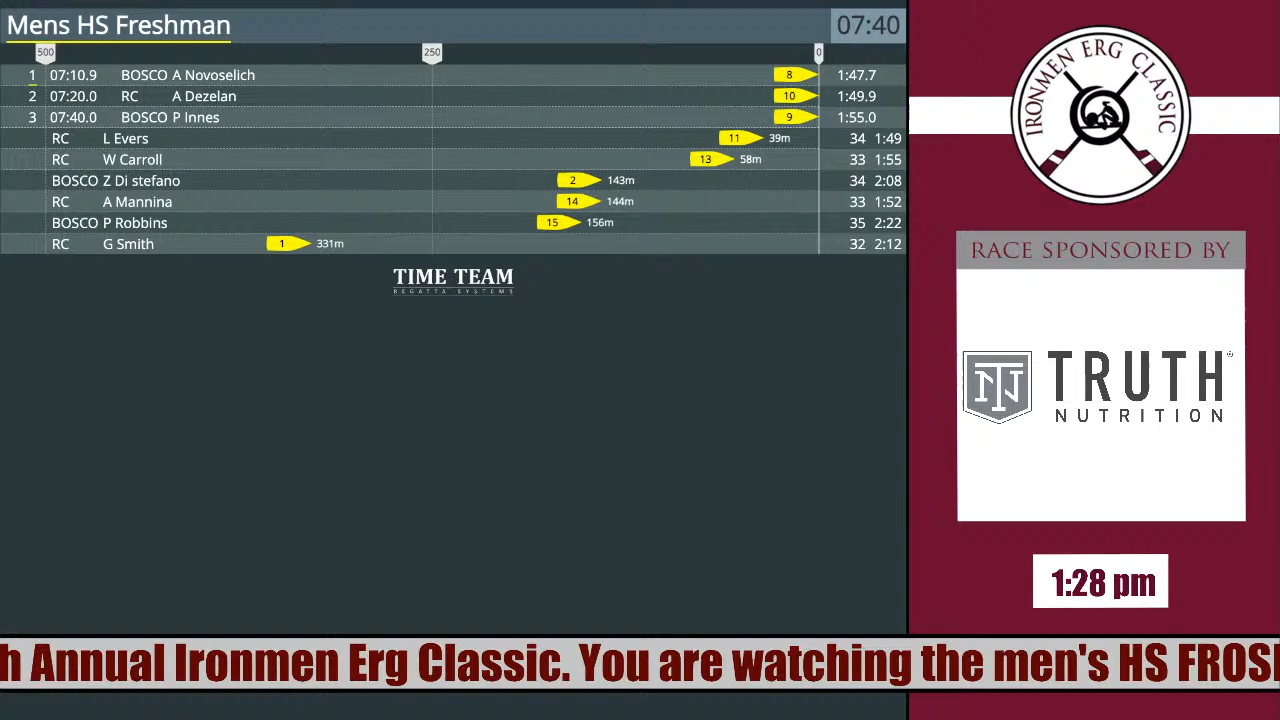 Mens HS Freshman 07:40
500 250 0
1 07:10.9 BOSCO A Novoselich 8 1:47.7
2 07:20.0 RC A Dezelan 10 1:49.9
3 07:40.0 BOSCO P Innes 9 1:55.0
RC L Evers 11 39m 34 1:49
RC W Carroll 13 58m 33 1:55
BOSCO Z Di stefano 2 143m 34 2:08
RC A Mannina 14 144m 33 1:52
BOSCO P Robbins 15 156m 35 2:22
RC G Smith 1 331m 32 2:12
TIME TEAM
REGATTA SYSTEMS
IRONMEN ERG CLASSIC
RACE SPONSORED BY
TN TRUTH®
NUTRITION
1:28 pm
h Annual Ironmen Erg Classic. You are watching the men's HS FROS